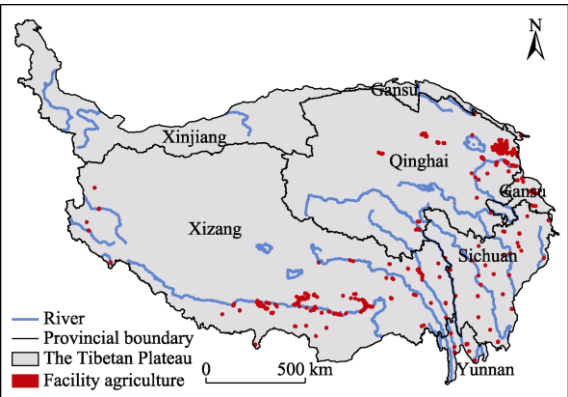 N
Gansu
Xinjiang
Qinghai
Gansu
Xizang
Sichuan
River
Provincial boundary
The Tibetan Plateau
Facility agriculture
0 500 km
Yunnan